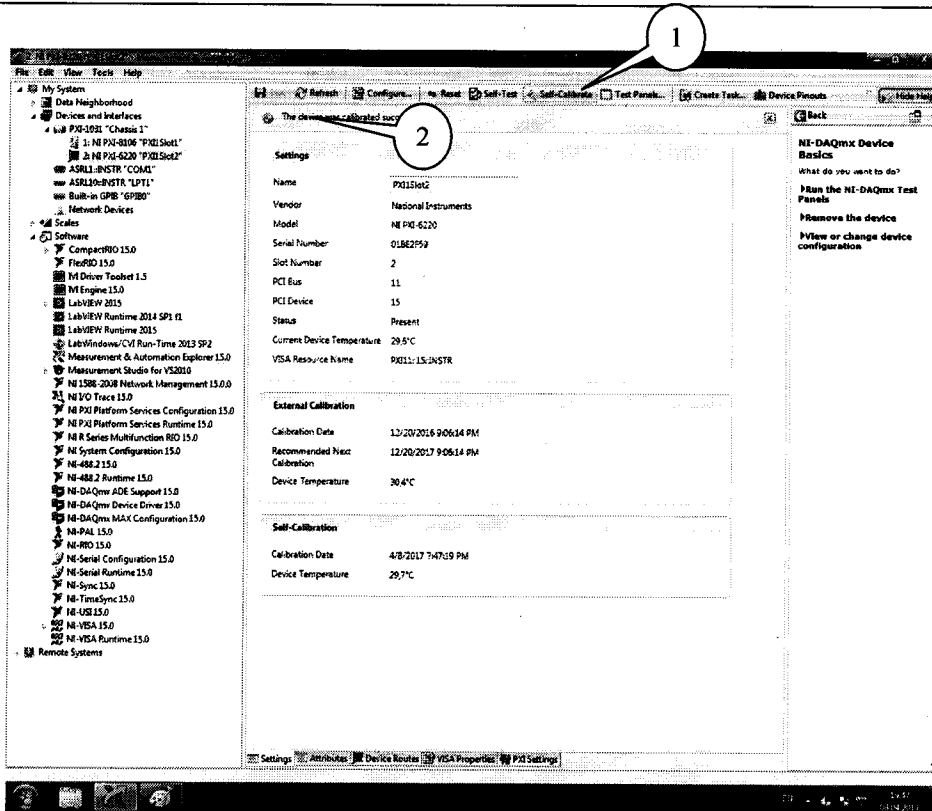 1
File Edit View Tools Help
My System
Data Neighborhood
Devices and Interfaces
PXI-1031 "Chassis 1"
1: NI PXI-8106 "PXI1Slot1"
2: NI PXI-6220 "PXI1Slot2"
ASRL1::INSTR "COM1"
ASRL10::INSTR "LPT1"
Built-in GPIB "GPIB0"
Network Devices
Scales
Software
CompactRIO 15.0
FlexRIO 15.0
IVI Driver Toolset 1.5
IVI Engine 15.0
LabVIEW 2015
LabVIEW Runtime 2014 SP1 f1
LabVIEW Runtime 2015
LabWindows/CVI Run-Time 2013 SP2
Measurement & Automation Explorer 15.0
Measurement Studio for VS2010
NI 1588-2008 Network Management 15.0.0
NI I/O Trace 15.0
NI PXI Platform Services Configuration 15.0
NI PXI Platform Services Runtime 15.0
NI R Series Multifunction RIO 15.0
NI System Configuration 15.0
NI-488.2 15.0
NI-488.2 Runtime 15.0
NI-DAQmx ADE Support 15.0
NI-DAQmx Device Driver 15.0
NI-DAQmx MAX Configuration 15.0
NI-PAL 15.0
NI-RIO 15.0
NI-Serial Configuration 15.0
NI-Serial Runtime 15.0
NI-Sync 15.0
NI-TimeSync 15.0
NI-USI 15.0
NI-VISA 15.0
NI-VISA Runtime 15.0
Remote Systems
Refresh Configure... Reset Self-Test Self-Calibrate Test Panels... Create Task... Device Pinouts Hide Help
The device was calibrated succ
2
Settings
Name PXI1Slot2
Vendor National Instruments
Model NI PXI-6220
Serial Number
Slot Number 2
PCI Bus 11
PCI Device 15
Status Present
Current Device Temperature 29,6°C
VISA Resource Name PXI11::15::INSTR
External Calibration
Calibration Date 12/20/2016 9:06:14 PM
Recommended Next Calibration 12/20/2017 9:06:14 PM
Device Temperature 30,4°C
Self-Calibration
Calibration Date 4/8/2017 7:47:19 PM
Device Temperature 29,7°C
Settings Attributes Device Routes VISA Properties PXI Settings
Back
NI-DAQmx Device
Basics
What do you want to do?
Run the NI-DAQmx Test
Panels
Remove the device
View or change device
configuration